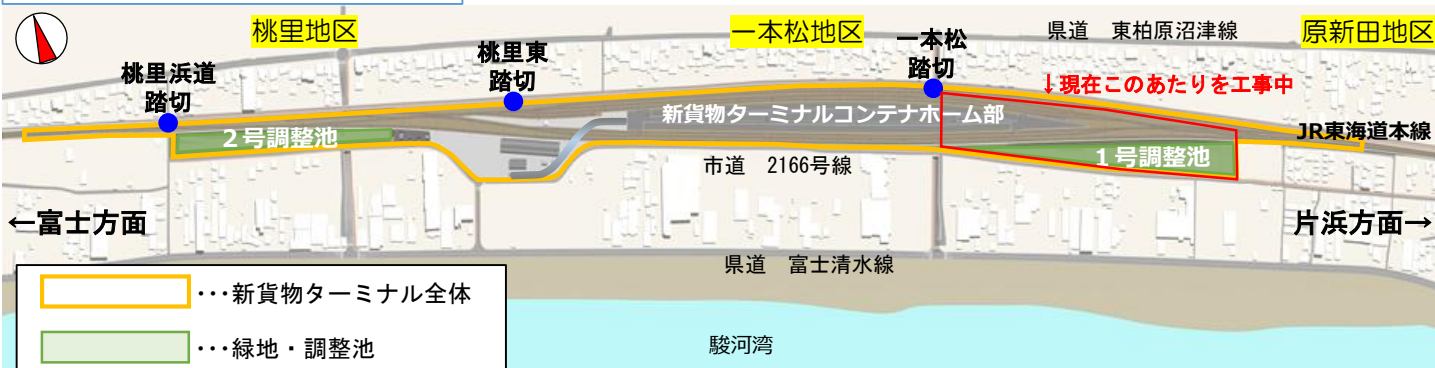 桃里地区
一本松地区
県道 東柏原沼津線
原新田地区
桃里浜道
踏切
桃里東
踏切
一本松
踏切
↓現在このあたりを工事中
新貨物ターミナルコンテナホーム部
JR東海道本線
2号調整池
1号調整池
市道 2166号線
←富士方面
片浜方面→
県道 富士清水線
・・・新貨物ターミナル全体
・・・緑地・調整池
駿河湾